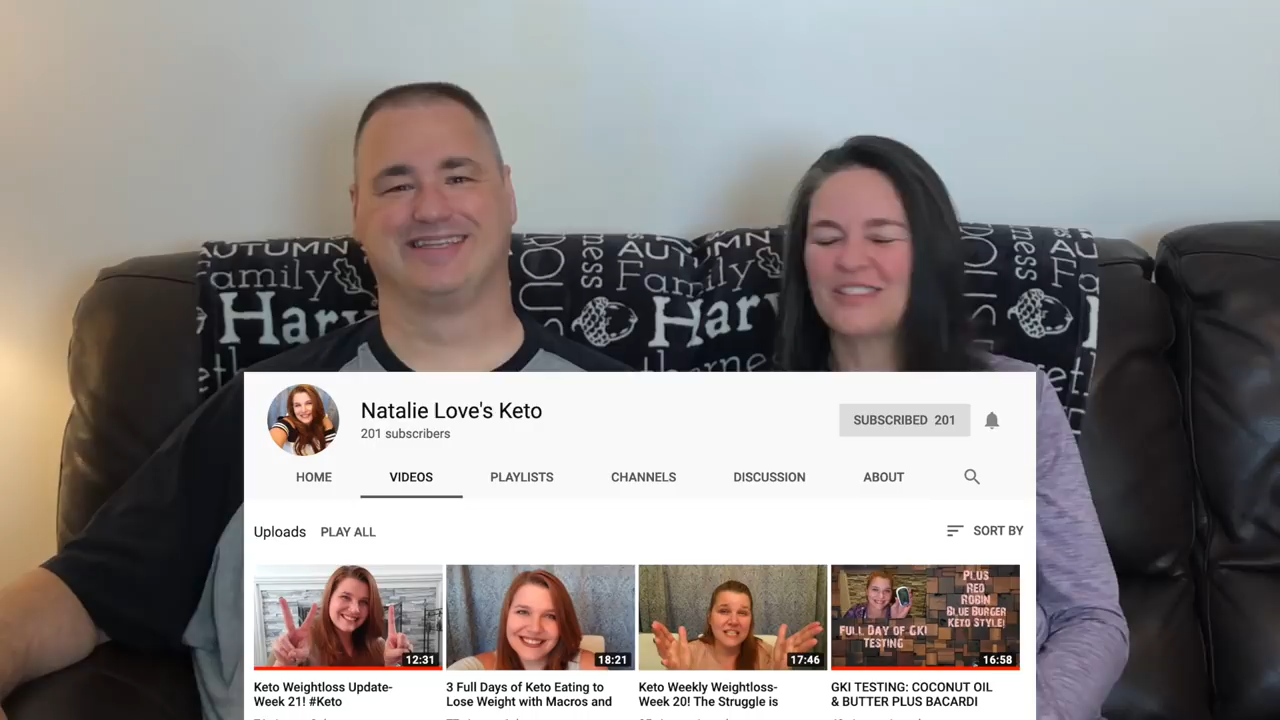 AUTUMN
Family
Harv
AUTUMN
Family
Harv
Natalie Love's Keto
201 subscribers
SUBSCRIBED 201
HOME
VIDEOS
PLAYLISTS
CHANNELS
DISCUSSION
ABOUT
Uploads
PLAY ALL
SORT BY
12:31
18:21
17:46
PLUS
RED
ROBIN
BLUE BURGER
KETO STYLE!
FULL DAY OF GKI
TESTING
16:58
Keto Weightloss Update-
Week 21! #Keto
3 Full Days of Keto Eating to
Lose Weight with Macros and
Keto Weekly Weightloss-
Week 20! The Struggle is
GKI TESTING: COCONUT OIL
& BUTTER PLUS BACARDI